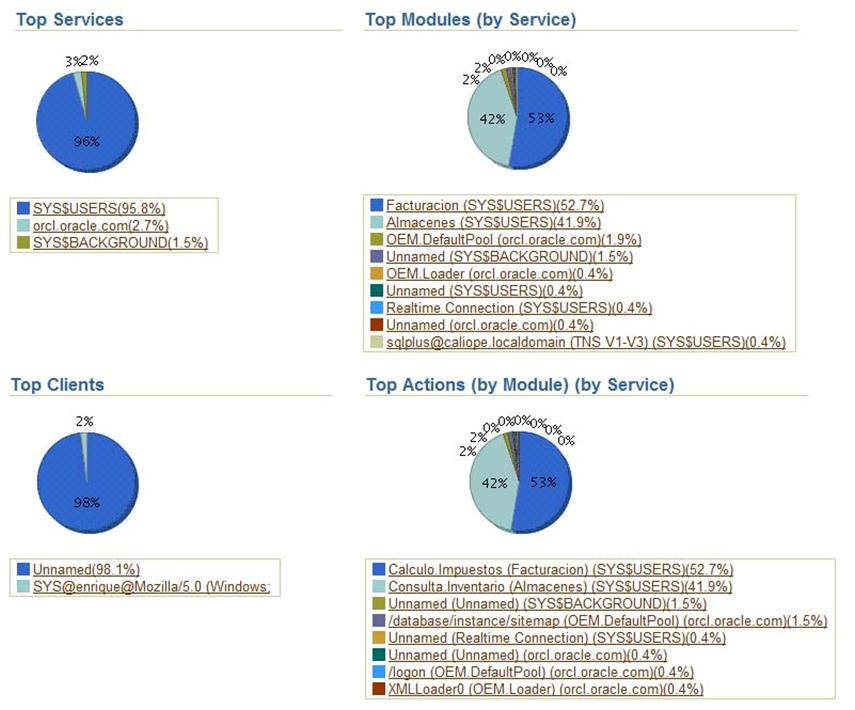 Top Services
3%
2%
96%
SYS$USERS(95.8%)
orcl.oracle.com(2.7%)
SYS$BACKGROUND(1.5%)
Top Modules (by Service)
2%
2%
0%
0%
0%
0%
0%
42%
53%
Facturacion (SYS$USERS)(52.7%)
Almacenes (SYS$USERS)(41.9%)
OEM.DefaultPool (orcl.oracle.com)(1.9%)
Unnamed (SYS$BACKGROUND)(1.5%)
OEM.Loader (orcl.oracle.com)(0.4%)
Unnamed (SYS$USERS)(0.4%)
Realtime Connection (SYS$USERS)(0.4%)
Unnamed (orcl.oracle.com)(0.4%)
sqlplus@caliope.localdomain (TNS V1-V3) (SYS$USERS)(0.4%)
Top Clients
2%
98%
Unnamed(98.1%)
SYS@enrique@Mozilla/5.0 (Windows;
Top Actions (by Module) (by Service)
2%
2%
0%
0%
0%
0%
0%
0%
42%
53%
Calculo.Impuestos (Facturacion) (SYS$USERS)(52.7%)
Consulta.Inventario (Almacenes) (SYS$USERS)(41.9%)
Unnamed (Unnamed) (SYS$BACKGROUND)(1.5%)
/database/instance/sitemap (OEM.DefaultPool) (orcl.oracle.com)(1.5%)
Unnamed (Realtime Connection) (SYS$USERS)(0.4%)
Unnamed (Unnamed) (orcl.oracle.com)(0.4%)
/logon (OEM.DefaultPool) (orcl.oracle.com)(0.4%)
XMLLoader0 (OEM.Loader) (orcl.oracle.com)(0.4%)